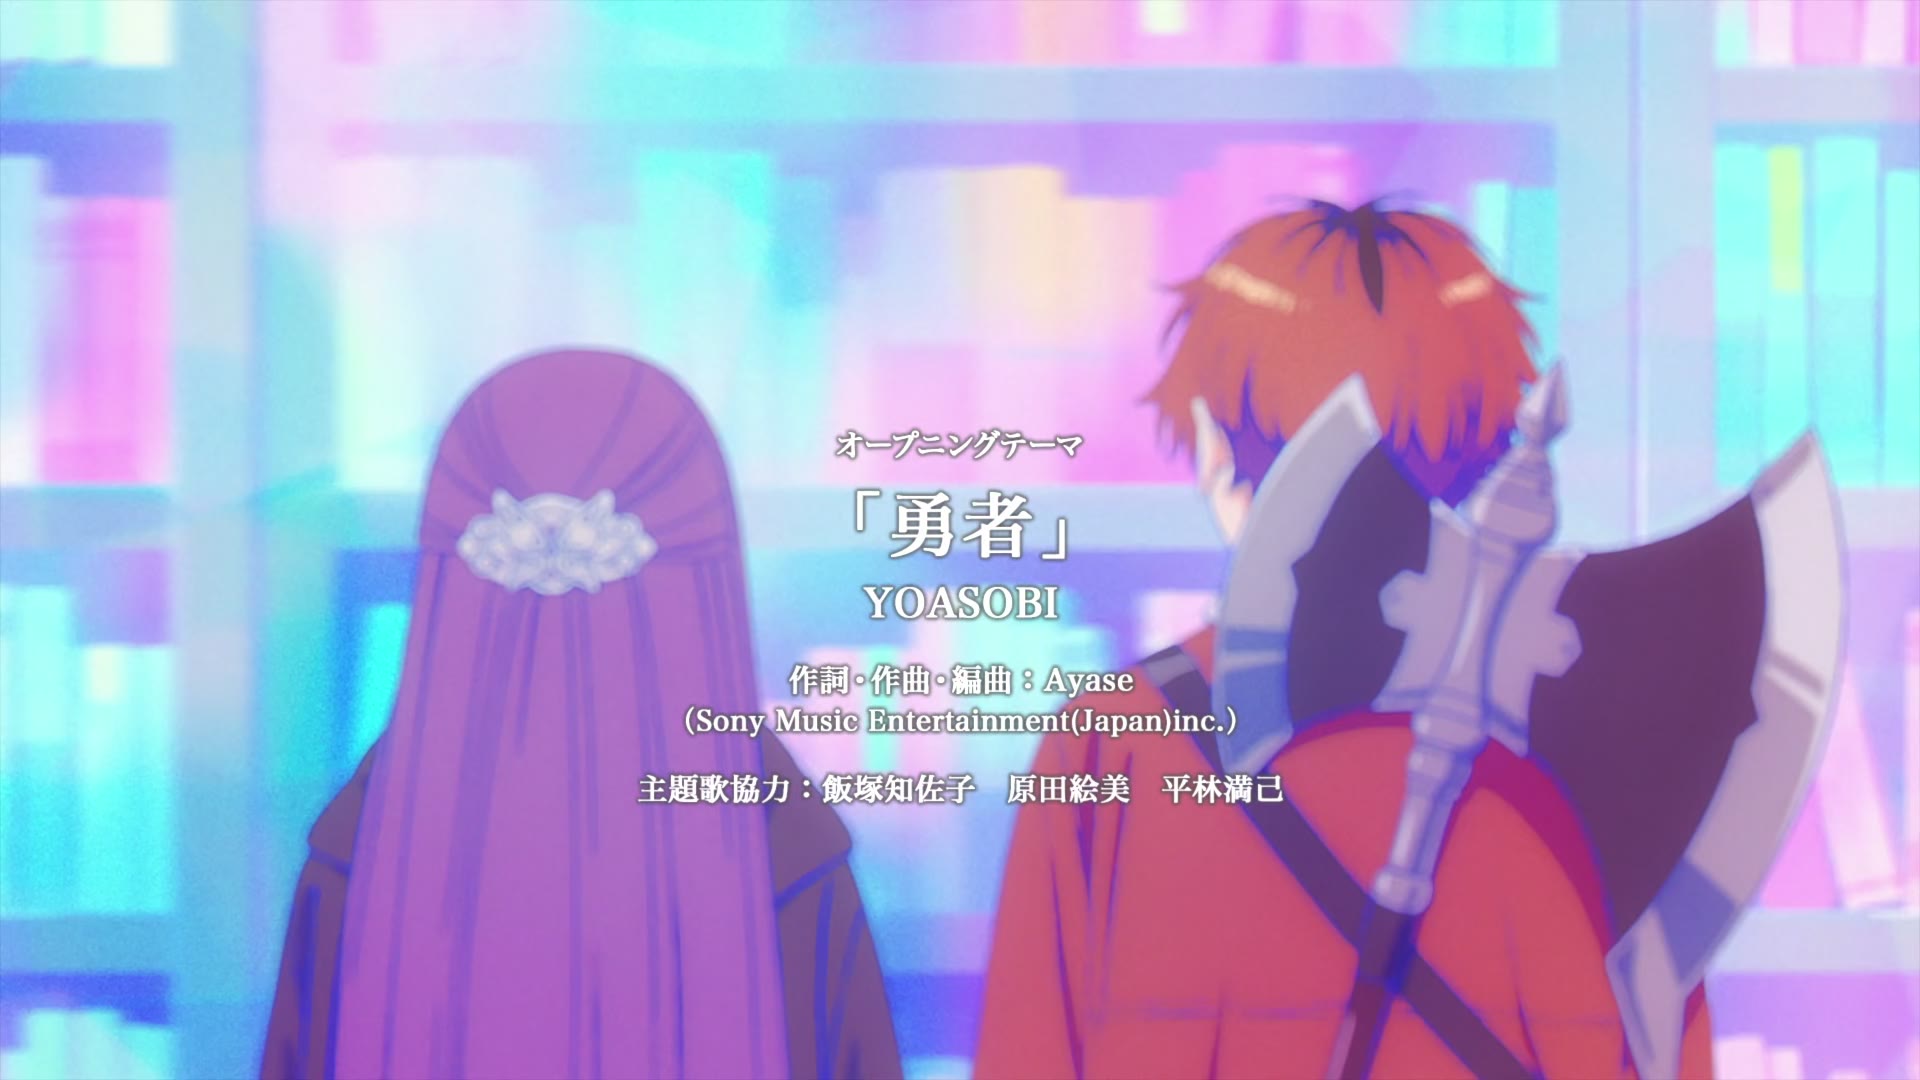 オープニングテーマ
「勇者」
YOASOBI
作詞・作曲・編曲：Ayase
（Sony Music Entertainment(Japan)inc.）
主題歌協力：飯塚知佐子　原田絵美　平林満己